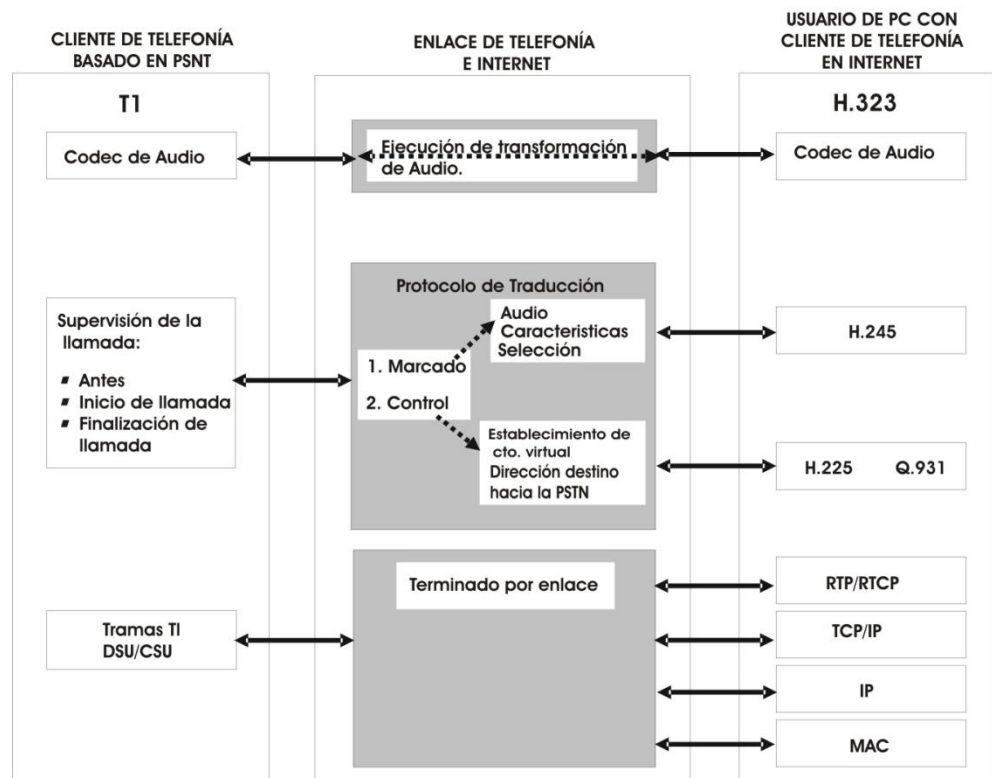 CLIENTE DE TELEFONÍA
BASADO EN PSNT
ENLACE DE TELEFONÍA
E INTERNET
USUARIO DE PC CON
CLIENTE DE TELEFONÍA
EN INTERNET
T1
H.323
Codec de Audio
Ejecución de transformación
de Audio.
Codec de Audio
Protocolo de Traducción
Supervisión de la
llamada:
Antes
Inicio de llamada
Finalización de
llamada
1. Marcado
2. Control
Audio
Caracteristicas
Selección
H.245
Establecimiento de
cto. virtual
Dirección destino
hacia la PSTN
H.225 Q.931
Terminado por enlace
Tramas TI
DSU/CSU
RTP/RTCP
TCP/IP
IP
MAC